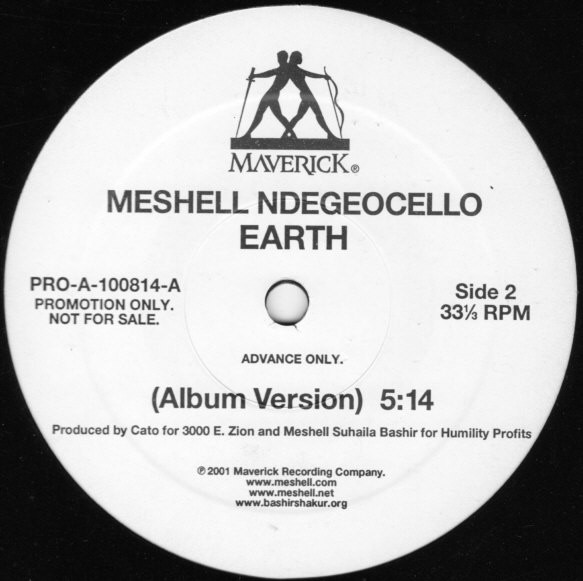 MAVERICK®
MESHELL NDEGEOCELLO
EARTH
PRO-A-100814-A
PROMOTION ONLY.
NOT FOR SALE.
Side 2
33⅓ RPM
ADVANCE ONLY.
(Album Version) 5:14
Produced by Cato for 3000 E. Zion and Meshell Suhaila Bashir for Humility Profits
℗ 2001 Maverick Recording Company.
www.meshell.com
www.meshell.net
www.bashirshakur.org